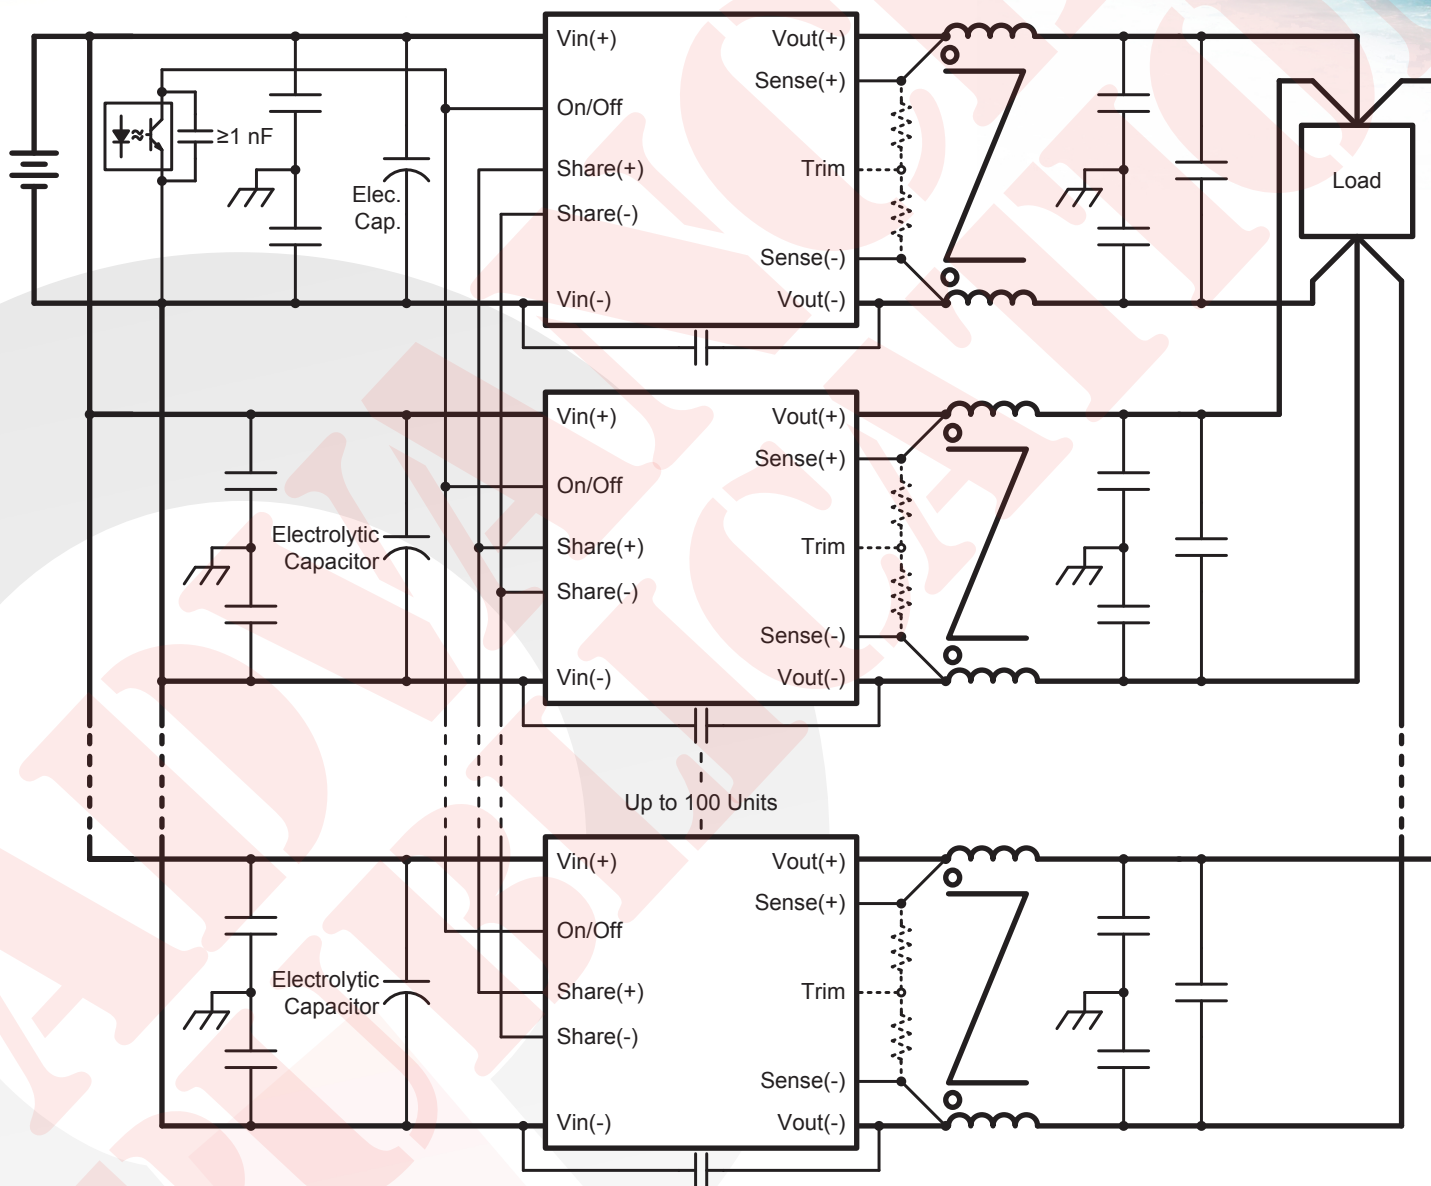 Vin(+)
Vout(+)
Sense(+)
On/Off
≥1 nF
Share(+)
Trim
Load
Elec.
Cap.
Share(-)
Sense(-)
Vin(-)
Vout(-)
Vin(+)
Vout(+)
Sense(+)
On/Off
Electrolytic
Capacitor
Share(+)
Trim
Share(-)
Sense(-)
Vin(-)
Vout(-)
Up to 100 Units
Vin(+)
Vout(+)
Sense(+)
On/Off
Electrolytic
Capacitor
Share(+)
Trim
Share(-)
Sense(-)
Vin(-)
Vout(-)